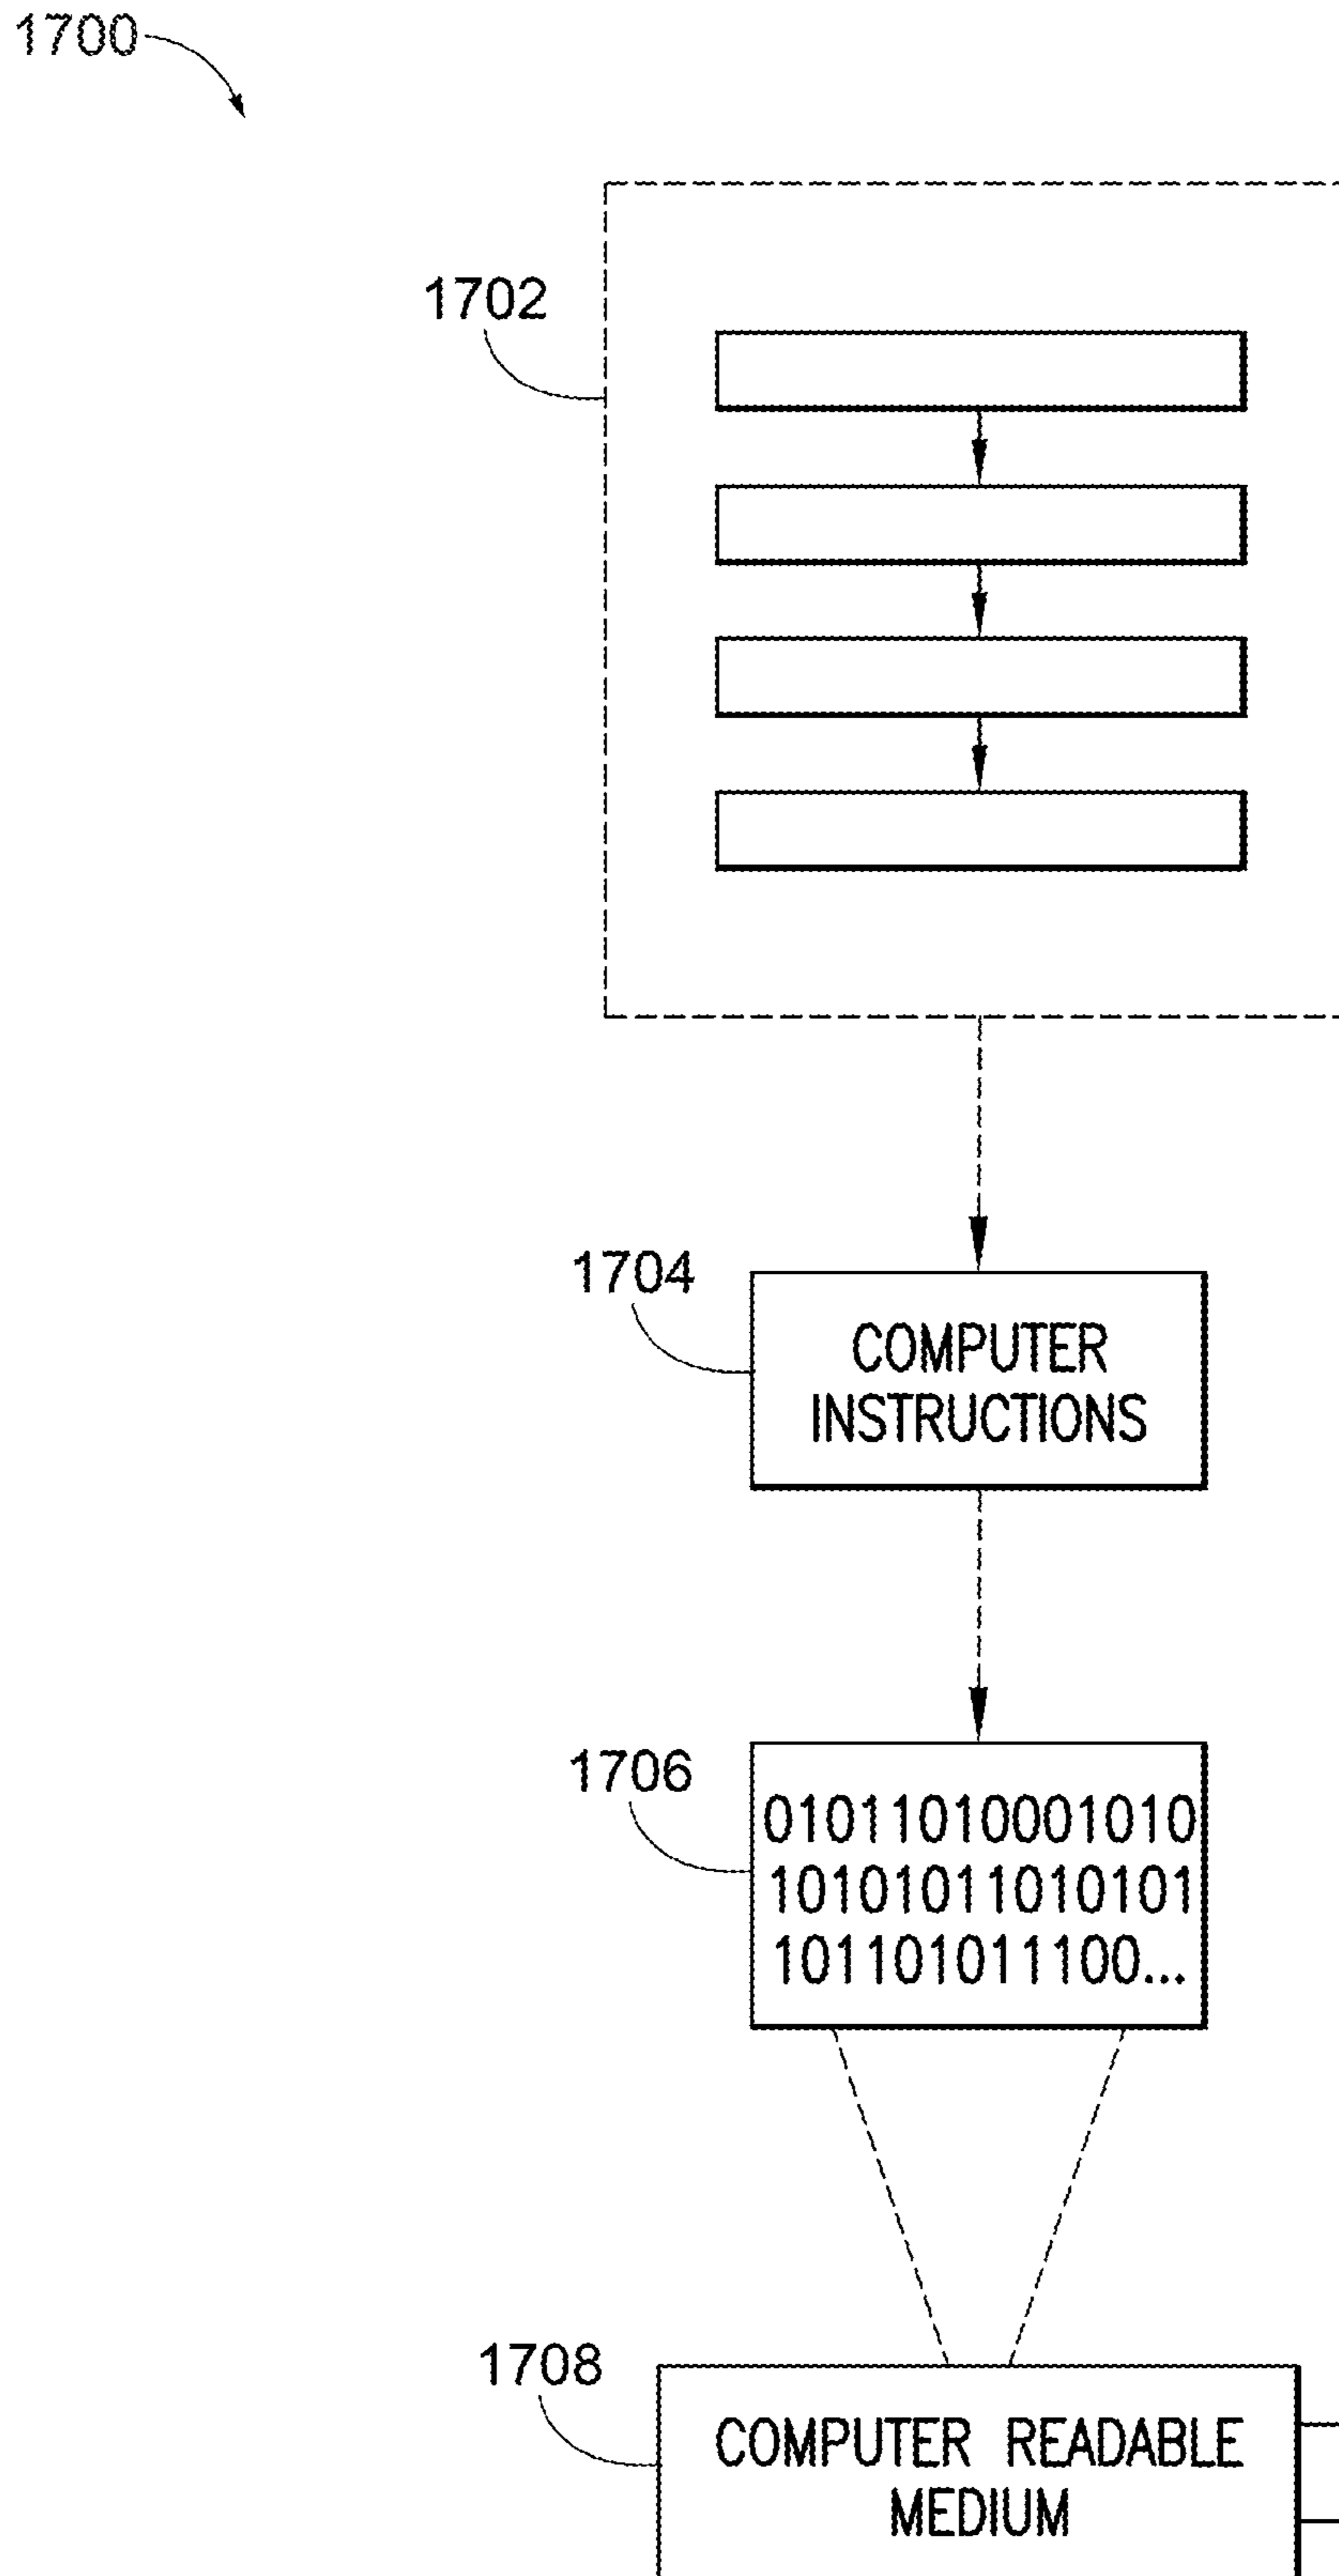 1700
1702
1704
COMPUTER
INSTRUCTIONS
1706
01011010001010
10101011010101
101101011100...
1708
COMPUTER READABLE
MEDIUM